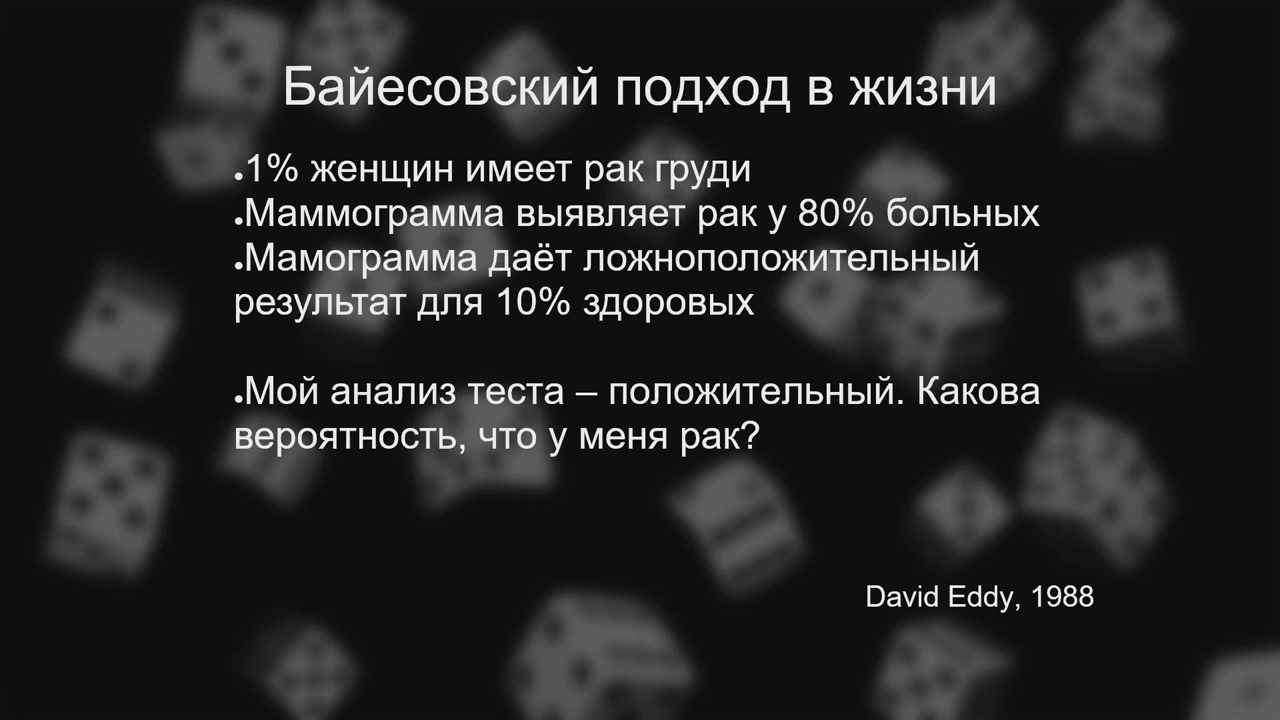 Байесовский подход в жизни
•1% женщин имеет рак груди
•Маммограмма выявляет рак у 80% больных
•Мамограмма даёт ложноположительный
результат для 10% здоровых
•Мой анализ теста – положительный. Какова
вероятность, что у меня рак?
David Eddy, 1988